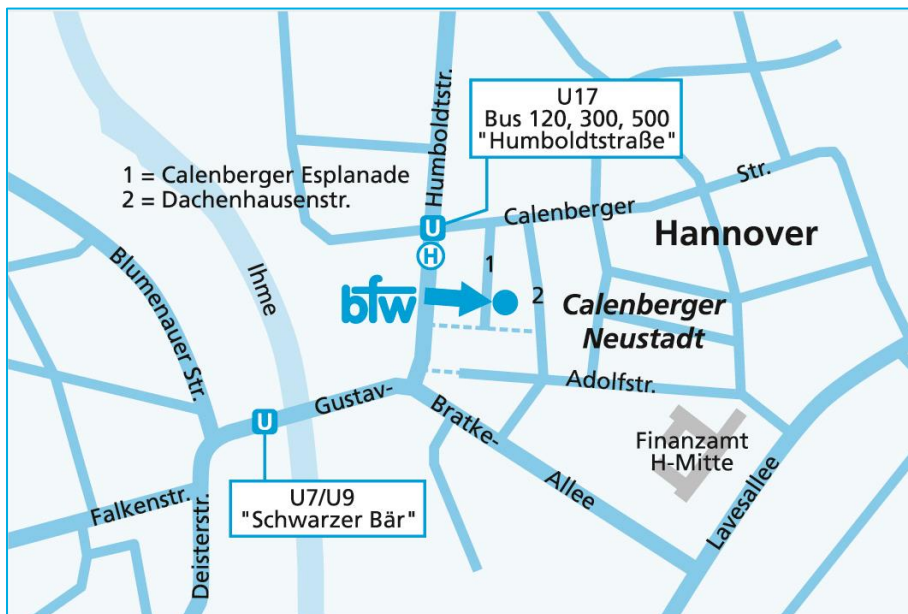 U17
Bus 120, 300, 500
"Humboldtstraße"
Humboldtstr.
1 = Calenberger Esplanade
2 = Dachenhausenstr.
Calenberger
Str.
U
H
Hannover
Blumenauer Str.
Ihme
1
2
bfw
Calenberger
Neustadt
Adolfstr.
Gustav-
Bratke-
Allee
U
Finanzamt
H-Mitte
Lavesallee
U7/U9
"Schwarzer Bär"
Falkenstr.
Deisterstr.